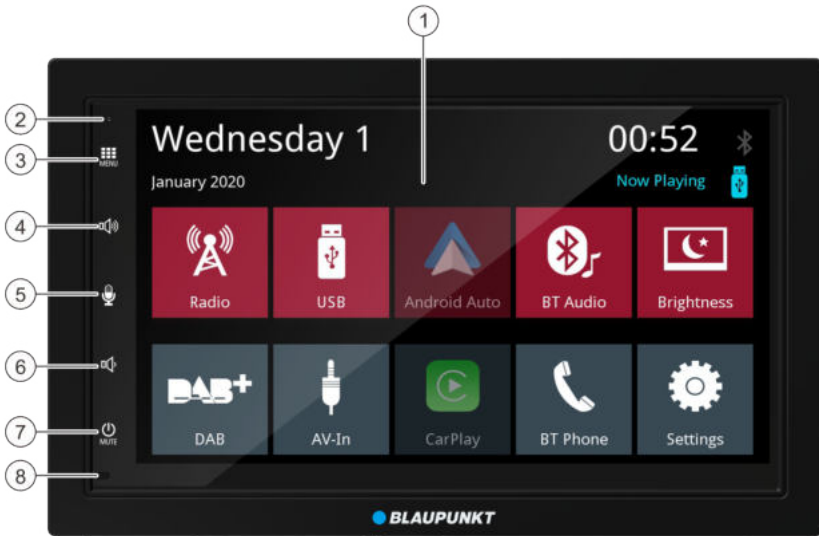 1
2
3
MENU
4
5
6
7
MUTE
8
Wednesday 1
00:52
January 2020
Now Playing
Radio
USB
Android Auto
BT Audio
Brightness
DAB+
DAB
AV-In
CarPlay
BT Phone
Settings
BLAUPUNKT